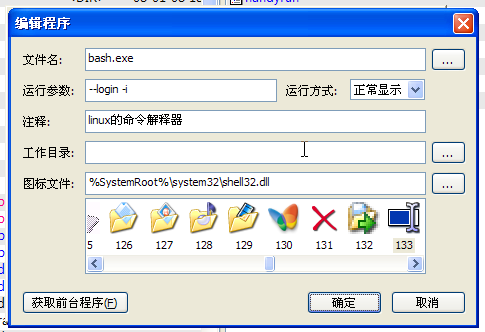 <DIR>
编辑程序
文件名: bash.exe ...
运行参数: --login -i 运行方式: 正常显示
注释: linux的命令解释器
工作目录: ...
图标文件: %SystemRoot%\system32\shell32.dll ...
5 126 127 128 129 130 131 132 133
获取前台程序(F) 确定 取消